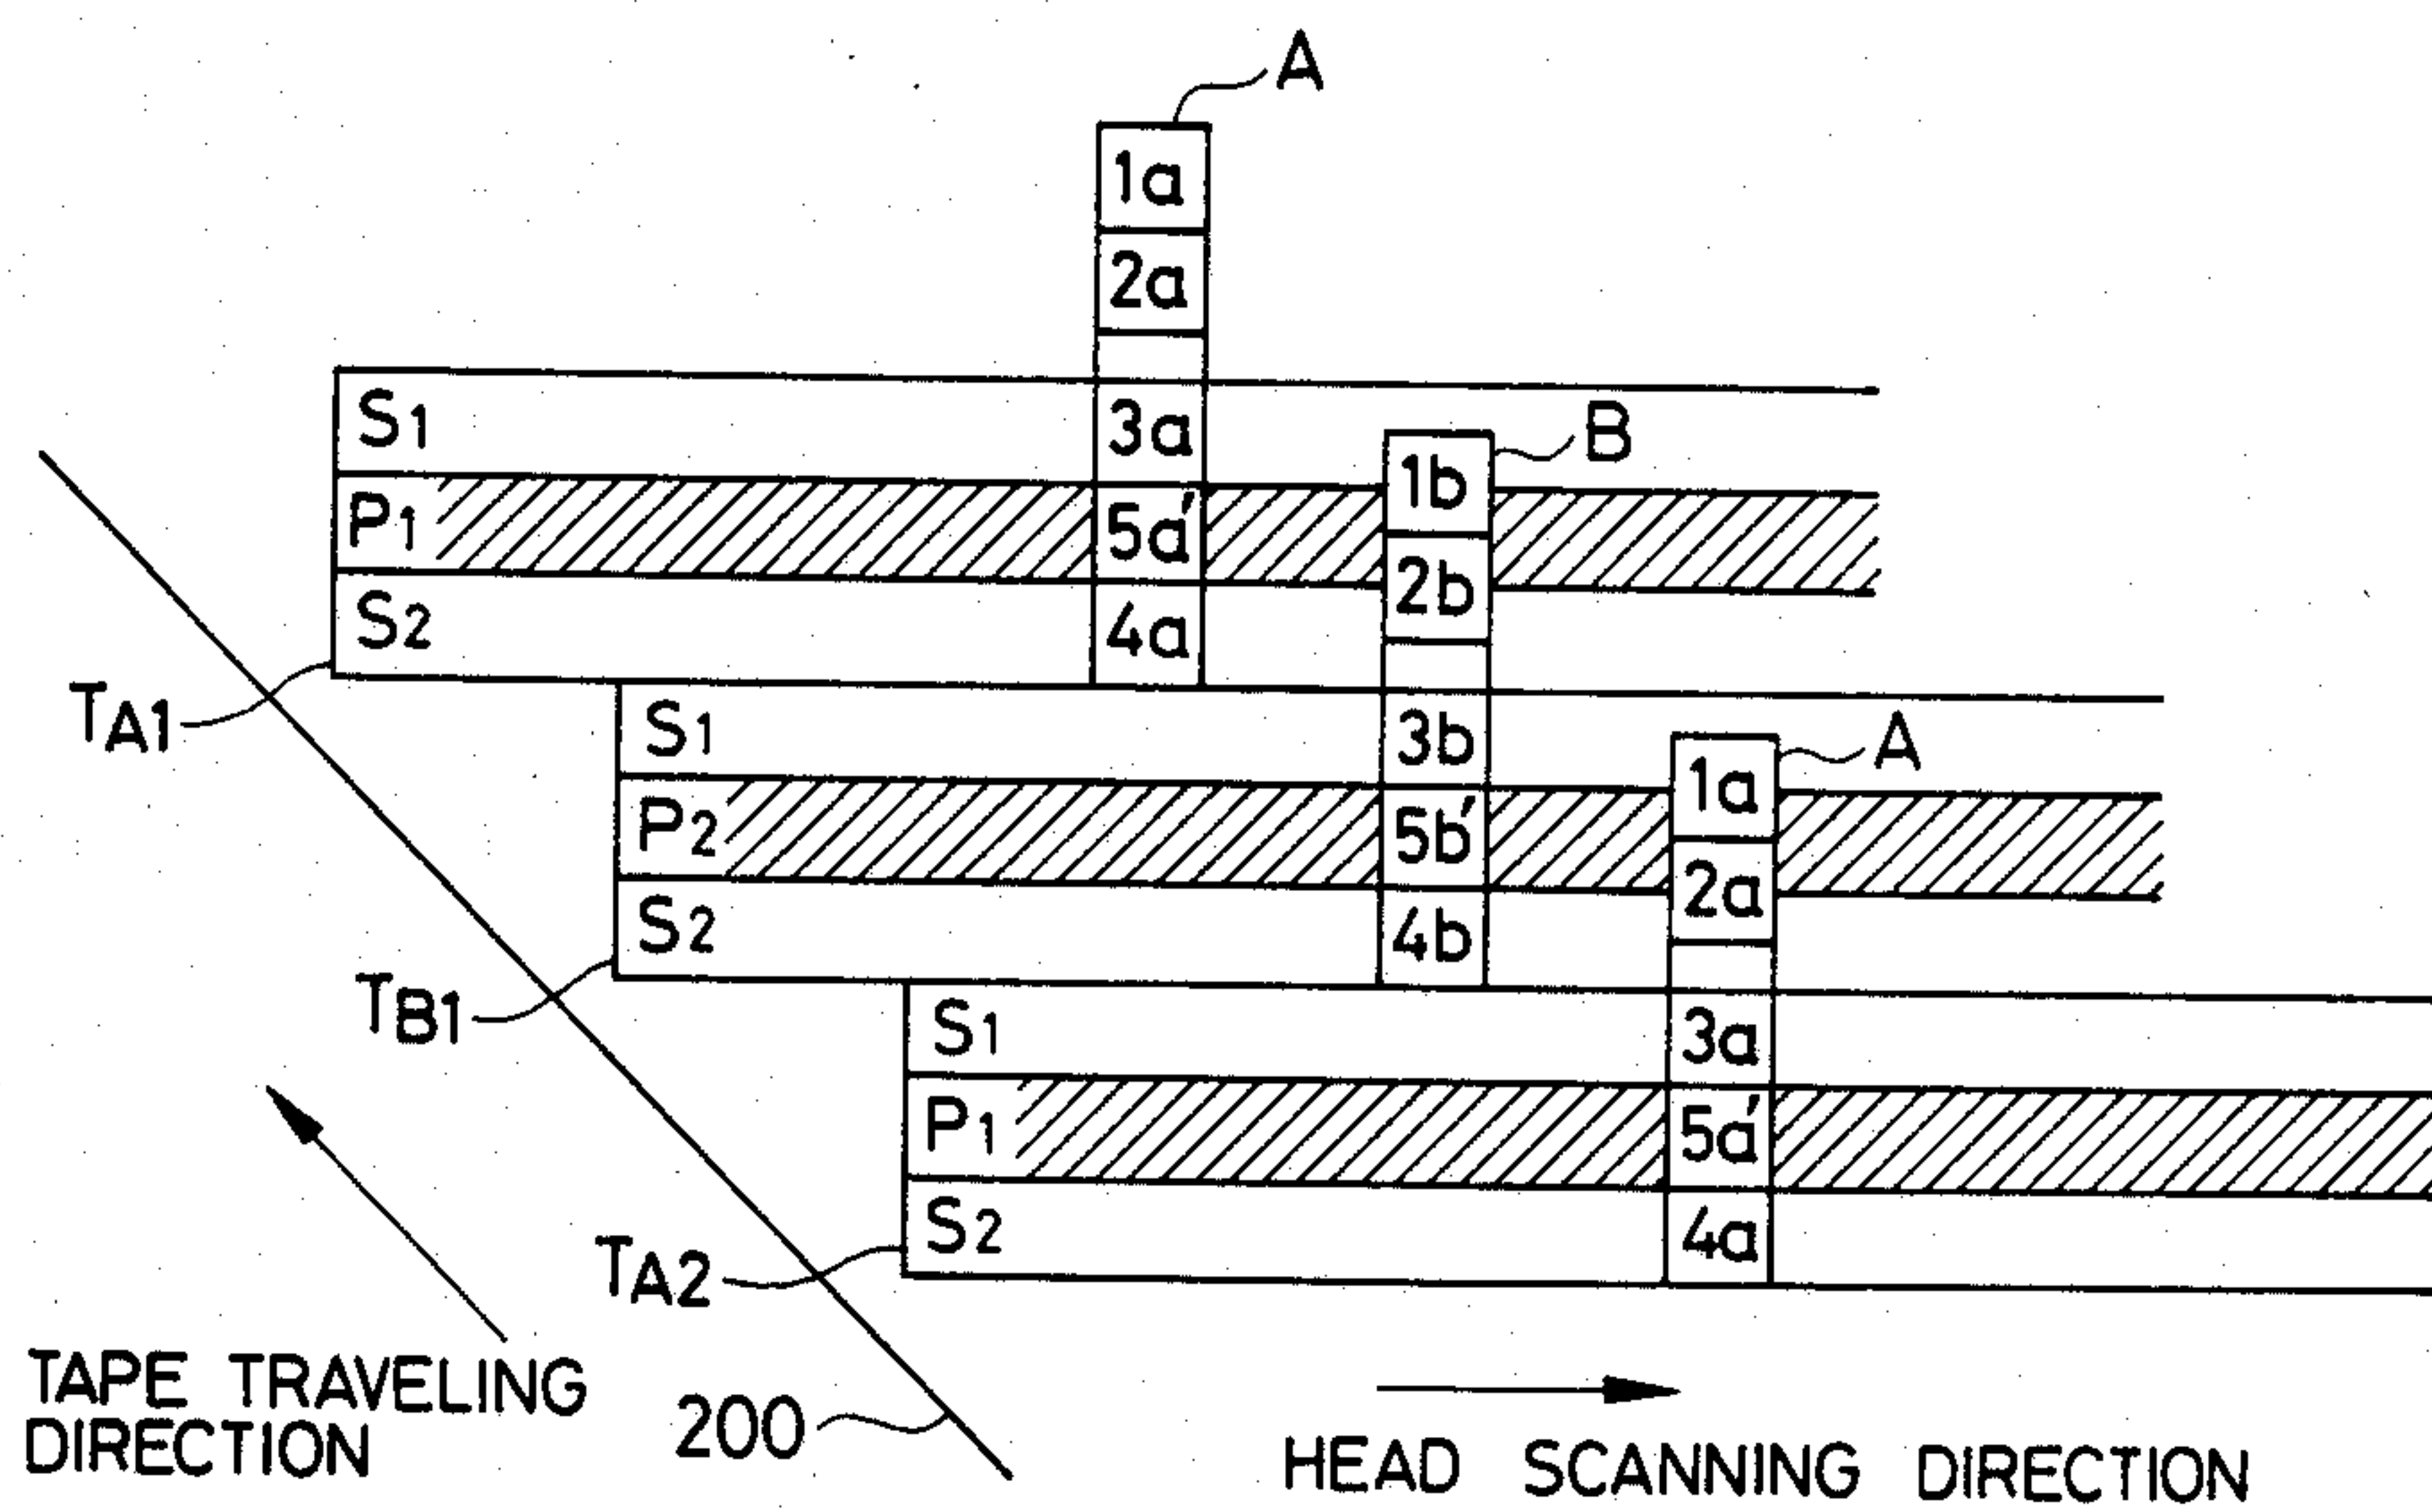 A
1a
2a
S1
3a
B
1b
P1
5a'
2b
S2
4a
TA1
S1
3b
A
1a
P2
5b'
2a
S2
4b
TB1
S1
3a
P1
5a'
S2
4a
TA2
TAPE TRAVELING
DIRECTION
200
HEAD SCANNING DIRECTION